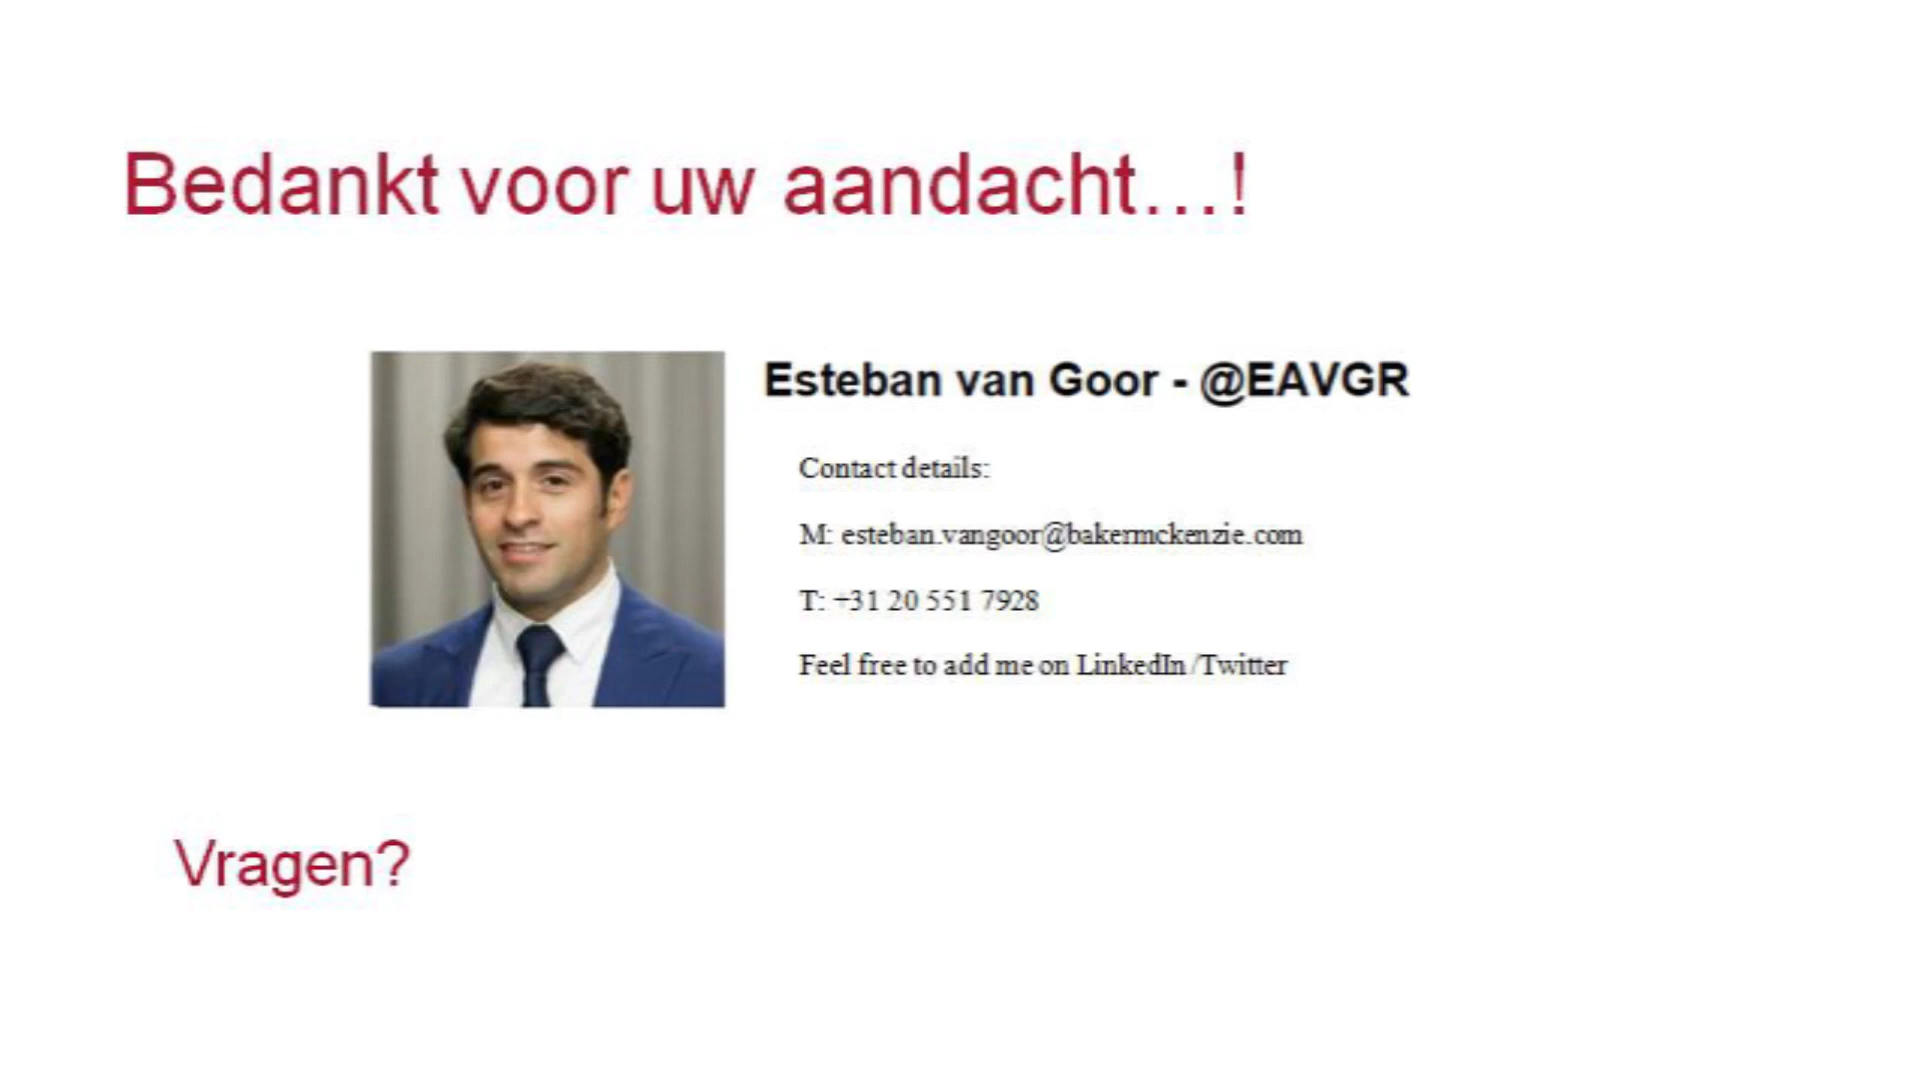 Bedankt voor uw aandacht...!
Esteban van Goor - @EAVGR
Contact details:
M: esteban.vangoor@bakermckenzie.com
T: +31 20 551 7928
Feel free to add me on LinkedIn /Twitter
Vragen?